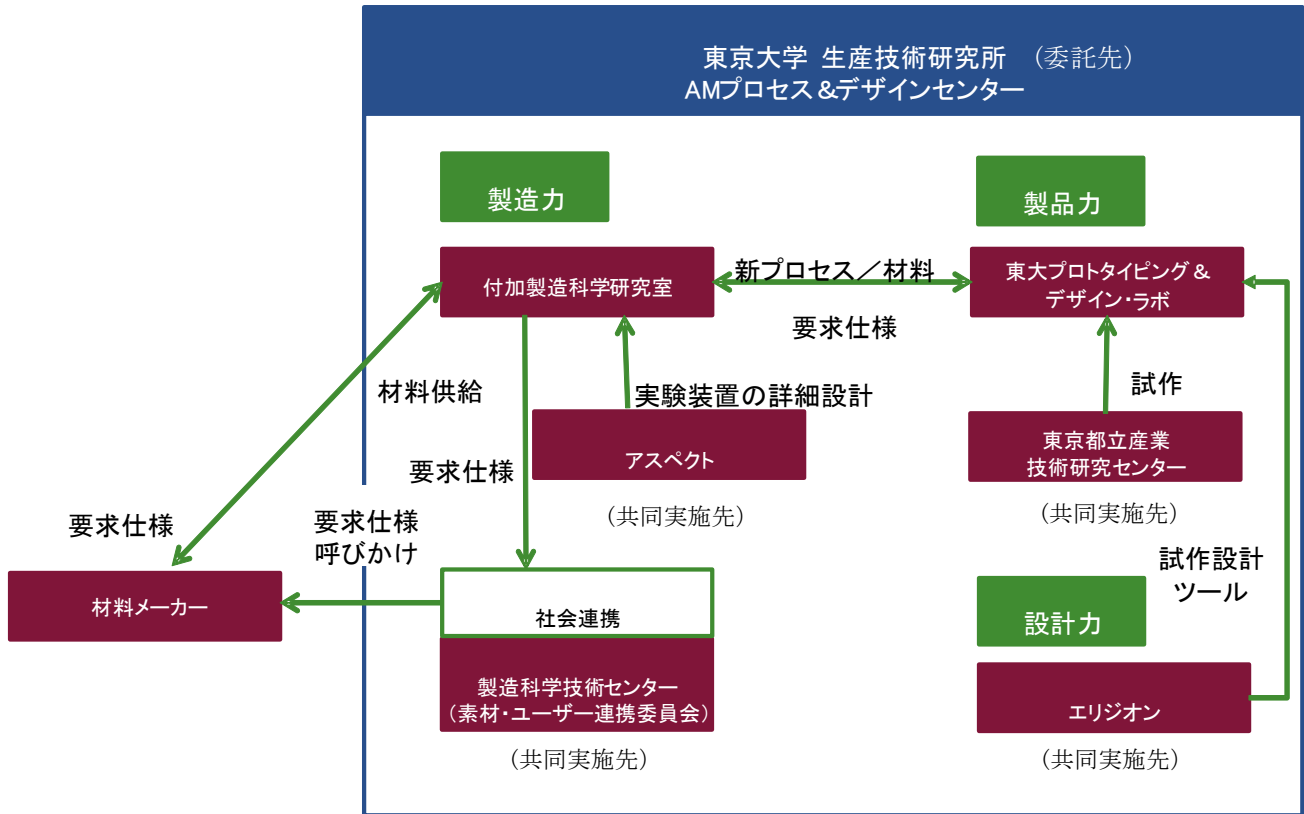 東京大学 生産技術研究所 （委託先）
AMプロセス&デザインセンター
製造力
製品力
付加製造科学研究室
新プロセス／材料
要求仕様
東大プロトタイピング＆
デザイン・ラボ
材料供給
実験装置の詳細設計
試作
アスペクト
（共同実施先）
東京都立産業
技術研究センター
（共同実施先）
要求仕様
要求仕様
要求仕様
呼びかけ
材料メーカー
社会連携
製造科学技術センター
（素材・ユーザー連携委員会）
（共同実施先）
試作設計
ツール
設計力
エリジオン
（共同実施先）